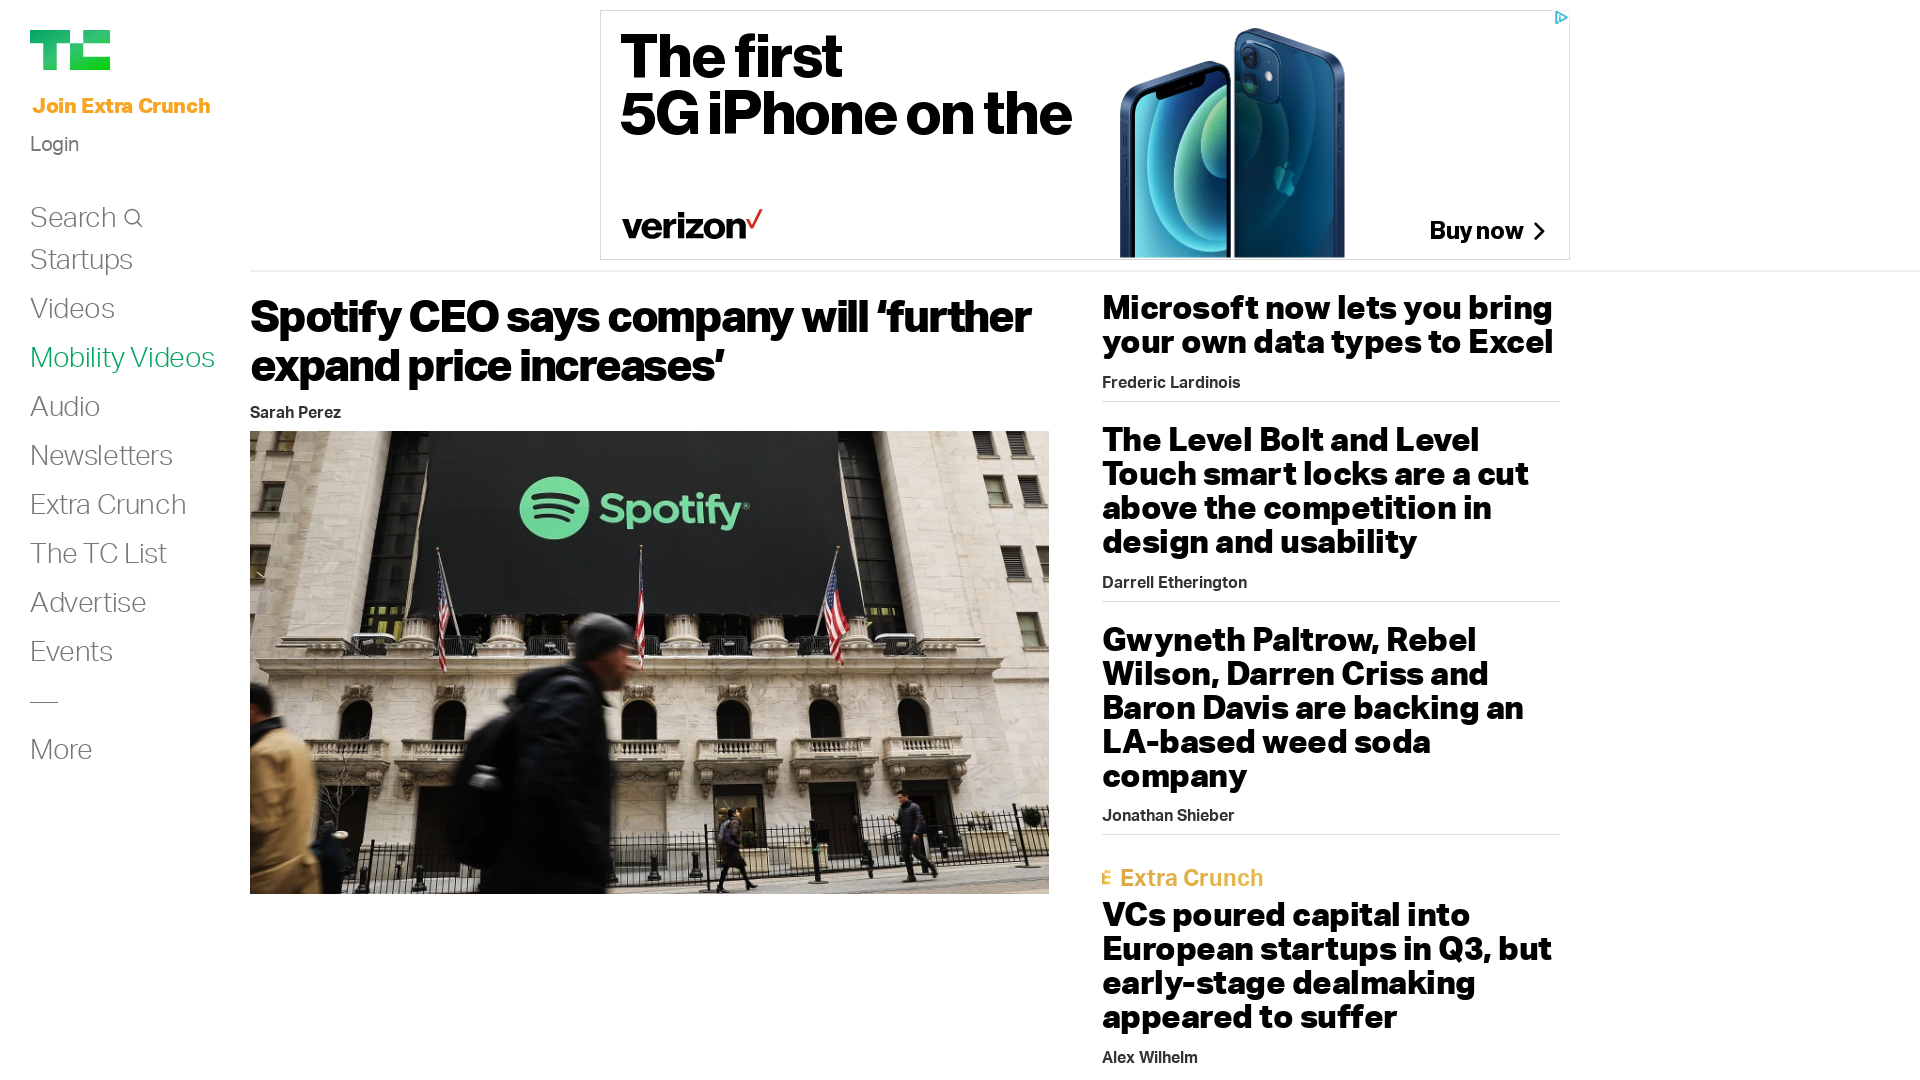 TC
Join Extra Crunch
Login
Search
Startups
Videos
Mobility Videos
Audio
Newsletters
Extra Crunch
The TC List
Advertise
Events
—
More
The first
5G iPhone on the
verizon
Buy now
Spotify CEO says company will ‘further
expand price increases’
Sarah Perez
Spotify®
Microsoft now lets you bring
your own data types to Excel
Frederic Lardinois
The Level Bolt and Level
Touch smart locks are a cut
above the competition in
design and usability
Darrell Etherington
Gwyneth Paltrow, Rebel
Wilson, Darren Criss and
Baron Davis are backing an
LA-based weed soda
company
Jonathan Shieber
Extra Crunch
VCs poured capital into
European startups in Q3, but
early-stage dealmaking
appeared to suffer
Alex Wilhelm